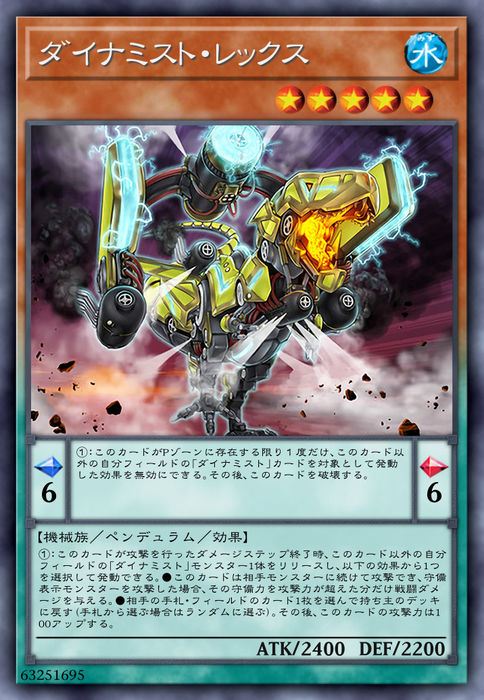 ダイナミスト・レックス
みず
水
①:このカードがPゾーンに存在する限り1度だけ、このカード以
外の自分フィールドの「ダイナミスト」カードを対象として発動
した効果を無効にできる。その後、このカードを破壊する。
6
6
【機械族/ペンデュラム/効果】
①:このカードが攻撃を行ったダメージステップ終了時、このカード以外の自分
フィールドの「ダイナミスト」モンスター1体をリリースし、以下の効果から1つ
を選択して発動できる。●このカードは相手モンスターに続けて攻撃でき、守備
表示モンスターを攻撃した場合、その守備力を攻撃力が超えた分だけ戦闘ダメ
ージを与える。●相手の手札・フィールドのカード1枚を選んで持ち主のデッキ
に戻す(手札から選ぶ場合はランダムに選ぶ)。その後、このカードの攻撃力は1
00アップする。
ATK/2400 DEF/2200
63251695